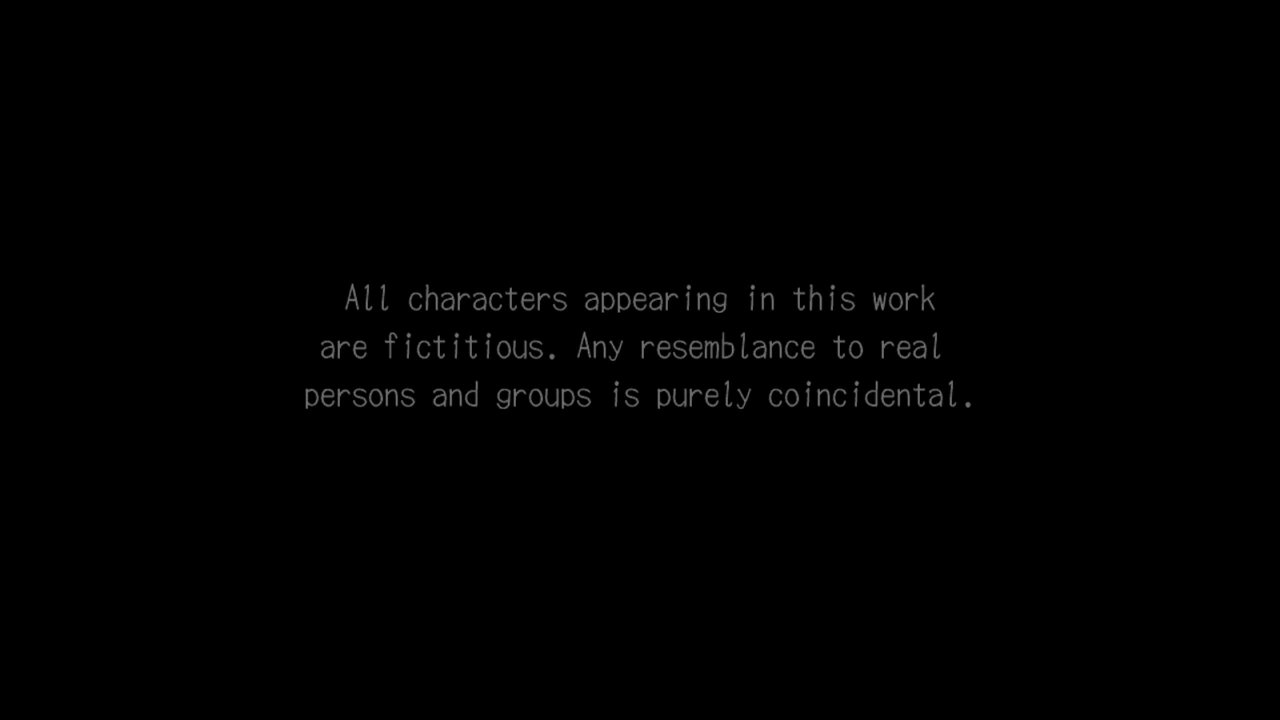 All characters appearing in this work
are fictitious. Any resemblance to real
persons and groups is purely coincidental.